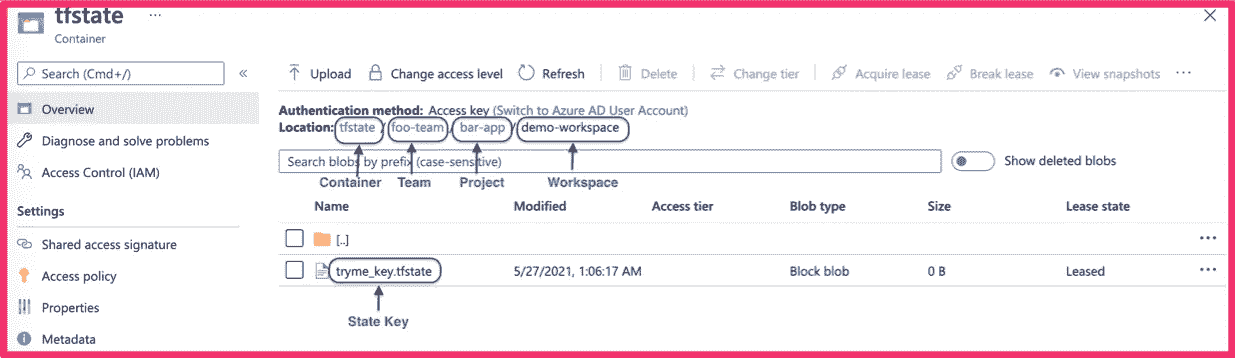 tfstate ...
Container
Search (Cmd+/) «
Upload Change access level Refresh Delete Change tier Acquire lease Break lease View snapshots ...
Overview
Diagnose and solve problems
Access Control (IAM)
Settings
Shared access signature
Access policy
Properties
Metadata
Authentication method: Access key (Switch to Azure AD User Account)
Location: tfstate / foo-team / bar-app / demo-workspace
Search blobs by prefix (case-sensitive) Show deleted blobs
Container Team Project Workspace
Name Modified Access tier Blob type Size Lease state
[..] ...
tryme_key.tfstate 5/27/2021, 1:06:17 AM Block blob 0 B Leased ...
State Key